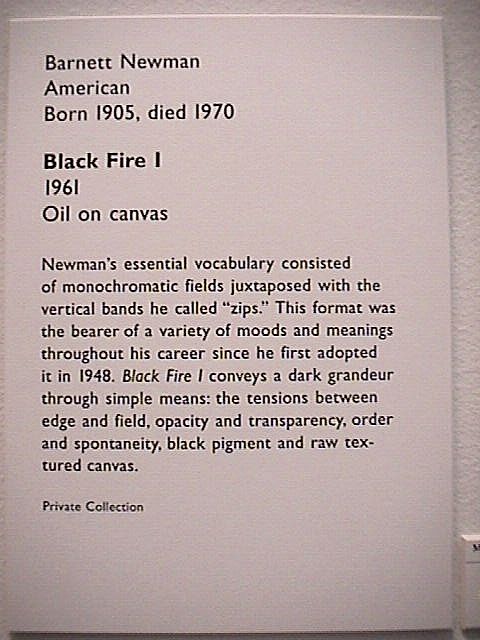 Barnett Newman
American
Born 1905, died 1970
Black Fire I
1961
Oil on canvas
Newman's essential vocabulary consisted
of monochromatic fields juxtaposed with the
vertical bands he called "zips." This format was
the bearer of a variety of moods and meanings
throughout his career since he first adopted
it in 1948. Black Fire I conveys a dark grandeur
through simple means: the tensions between
edge and field, opacity and transparency, order
and spontaneity, black pigment and raw tex-
tured canvas.
Private Collection